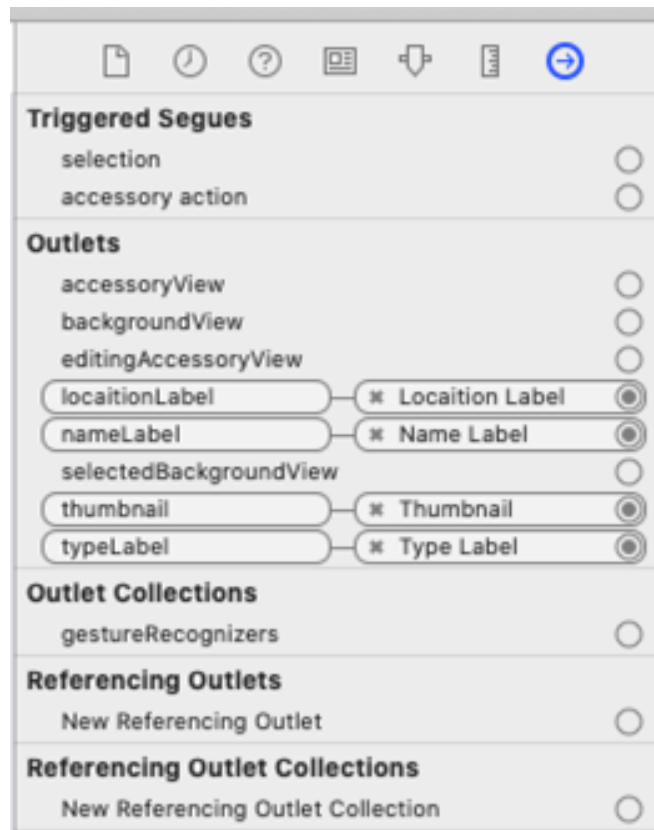 Triggered Segues
selection
accessory action
Outlets
accessoryView
backgroundView
editingAccessoryView
locaitionLabel Locaition Label
nameLabel Name Label
selectedBackgroundView
thumbnail Thumbnail
typeLabel Type Label
Outlet Collections
gestureRecognizers
Referencing Outlets
New Referencing Outlet
Referencing Outlet Collections
New Referencing Outlet Collection